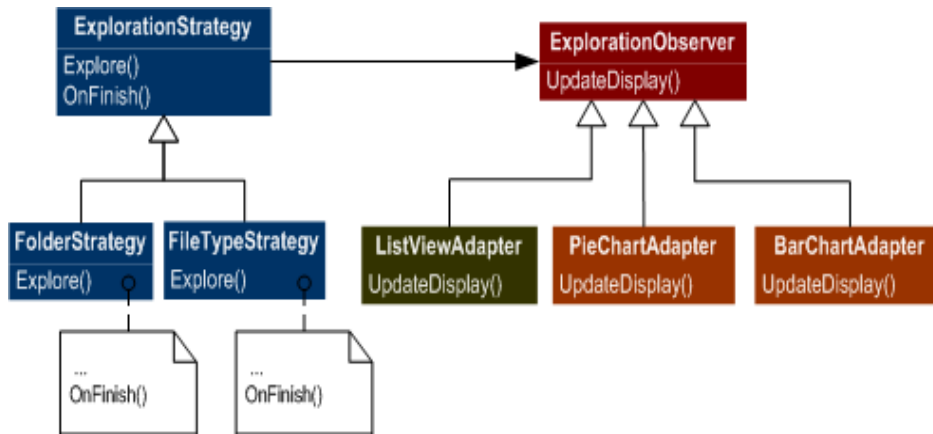 ExplorationStrategy
Explore()
OnFinish()
ExplorationObserver
UpdateDisplay()
FolderStrategy
Explore()
FileTypeStrategy
Explore()
ListViewAdapter
UpdateDisplay()
PieChartAdapter
UpdateDisplay()
BarChartAdapter
UpdateDisplay()
...
OnFinish()
...
OnFinish()